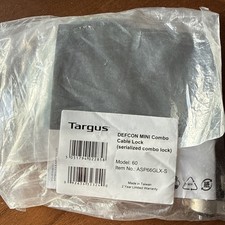 Targus
DEFCON MINI Combo
Cable Lock
(serialized combo lock)
Model: 60
Item No.: ASP66GLX-S
Made in Taiwan
2 Year Limited Warranty